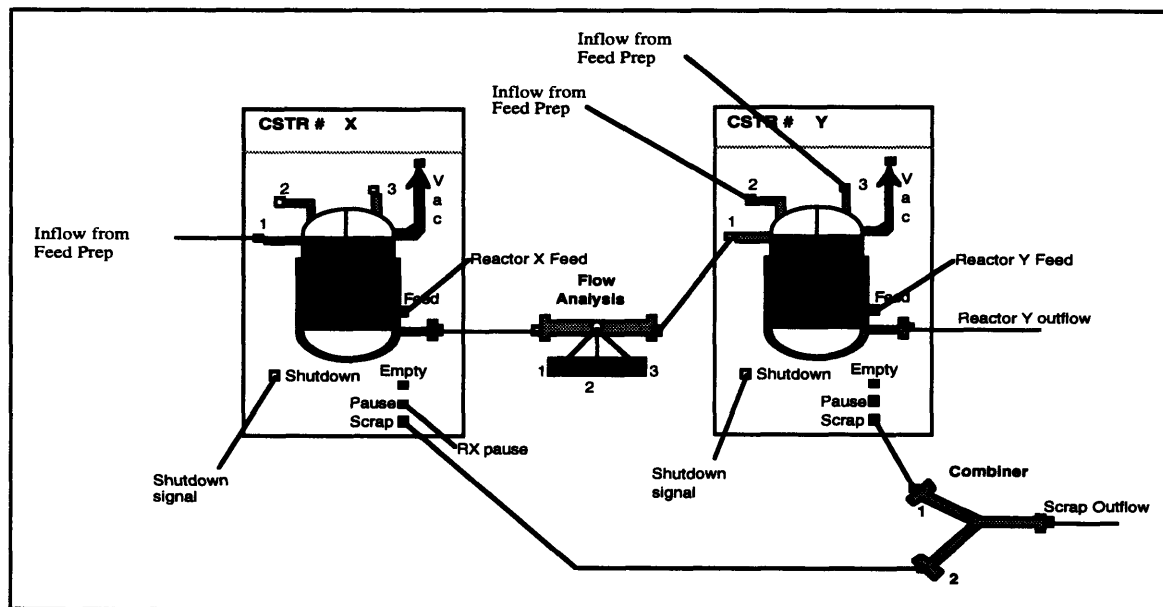 Inflow from
Feed Prep
Inflow from
Feed Prep
CSTR # X
CSTR # Y
2
3
V
a
c
2
3
V
a
c
1
1
Inflow from
Feed Prep
Reactor X Feed
Reactor Y Feed
Flow
Analysis
Feed
Feed
Reactor Y outflow
1
2
3
Shutdown
Empty
Pause
Scrap
RX pause
Shutdown
signal
Shutdown
Empty
Pause
Scrap
Shutdown
signal
Combiner
1
Scrap Outflow
2